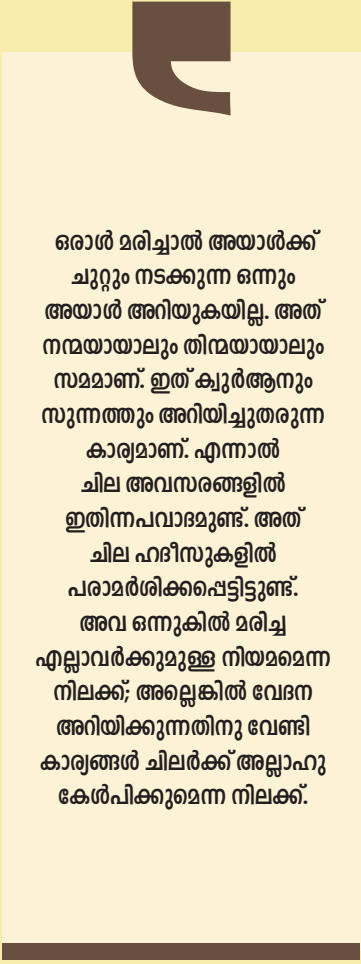 ഒരാൾ മരിച്ചാൽ അയാൾക്ക്
ചുറ്റും നടക്കുന്ന ഒന്നും
അയാൾ അറിയുകയില്ല. അത്
നന്മയായാലും തിന്മയായാലും
സമമാണ്. ഇത് ക്വുർആനും
സുന്നത്തും അറിയിച്ചുതരുന്ന
കാര്യമാണ്. എന്നാൽ
ചില അവസരങ്ങളിൽ
ഇതിന്നപവാദമുണ്ട്. അത്
ചില ഹദീസുകളിൽ
പരാമർശിക്കപ്പെട്ടിട്ടുണ്ട്.
അവ ഒന്നുകിൽ മരിച്ച
എല്ലാവർക്കുമുള്ള നിയമമെന്ന
നിലക്ക്; അല്ലെങ്കിൽ വേദന
അറിയിക്കുന്നതിനു വേണ്ടി
കാര്യങ്ങൾ ചിലർക്ക് അല്ലാഹു
കേൾപിക്കുമെന്ന നിലക്ക്.